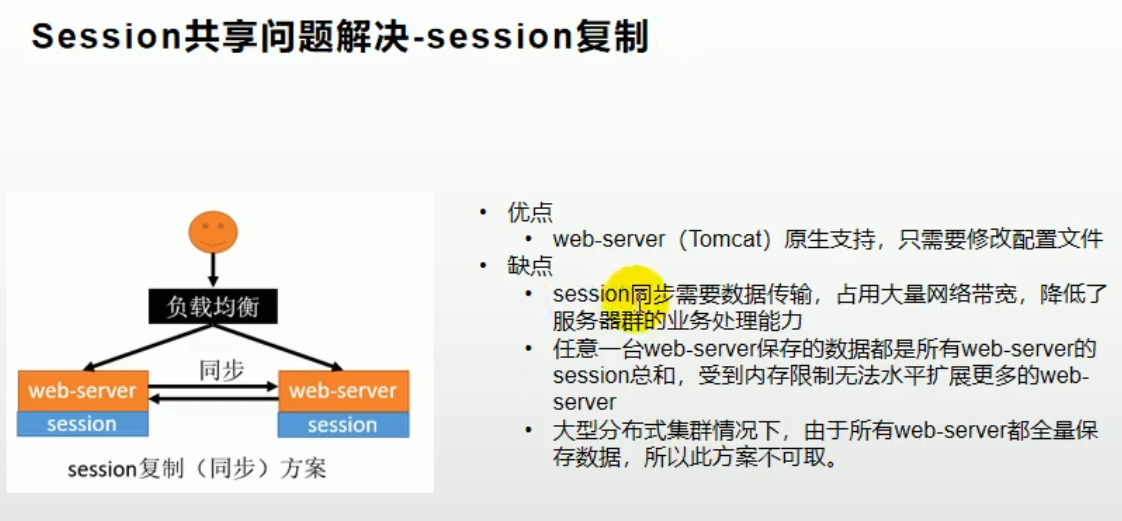 Session共享问题解决-session复制
负载均衡
同步
web-server
web-server
session
session
session复制（同步）方案
• 优点
• web-server（Tomcat）原生支持，只需要修改配置文件
• 缺点
• session同步需要数据传输，占用大量网络带宽，降低了
服务器群的业务处理能力
• 任意一台web-server保存的数据都是所有web-server的
session总和，受到内存限制无法水平扩展更多的web-
server
• 大型分布式集群情况下，由于所有web-server都全量保
存数据，所以此方案不可取。